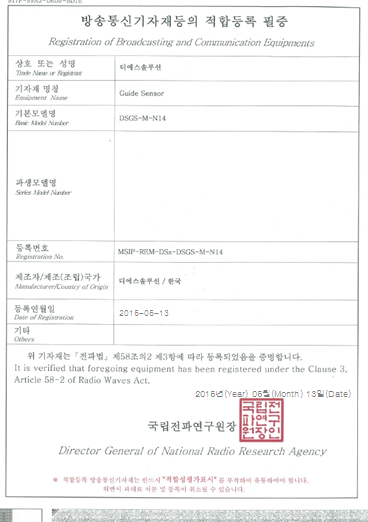 방송통신기자재등의 적합등록 필증
Registration of Broadcasting and Communication Equipments
상호 또는 성명
Trade Name or Registrant
디에스솔루션
기자재 명칭
Equipment Name
Guide Sensor
기본모델명
Basic Model Number
DSGS-M-N14
파생모델명
Series Model Number
등록번호
Registration No.
MSIP-REM-DSs-DSGS-M-N14
제조자/제조(조립)국가
Manufacturer/Country of Origin
디에스솔루션 / 한국
등록연월일
Date of Registration
2015-05-13
기타
Others
위 기자재는 「전파법」 제58조의2 제3항에 따라 등록되었음을 증명합니다.
It is verified that foregoing equipment has been registered under the Clause 3,
Article 58-2 of Radio Waves Act.
2015년(Year) 05월(Month) 13일(Date)
국립전파연구원장
국립전
파연구
원장인
Director General of National Radio Research Agency
※ 적합등록 방송통신기자재는 반드시 "적합성평가표시" 를 부착하여 유통하여야 합니다.
위반시 과태료 처분 및 등록이 취소될 수 있습니다.